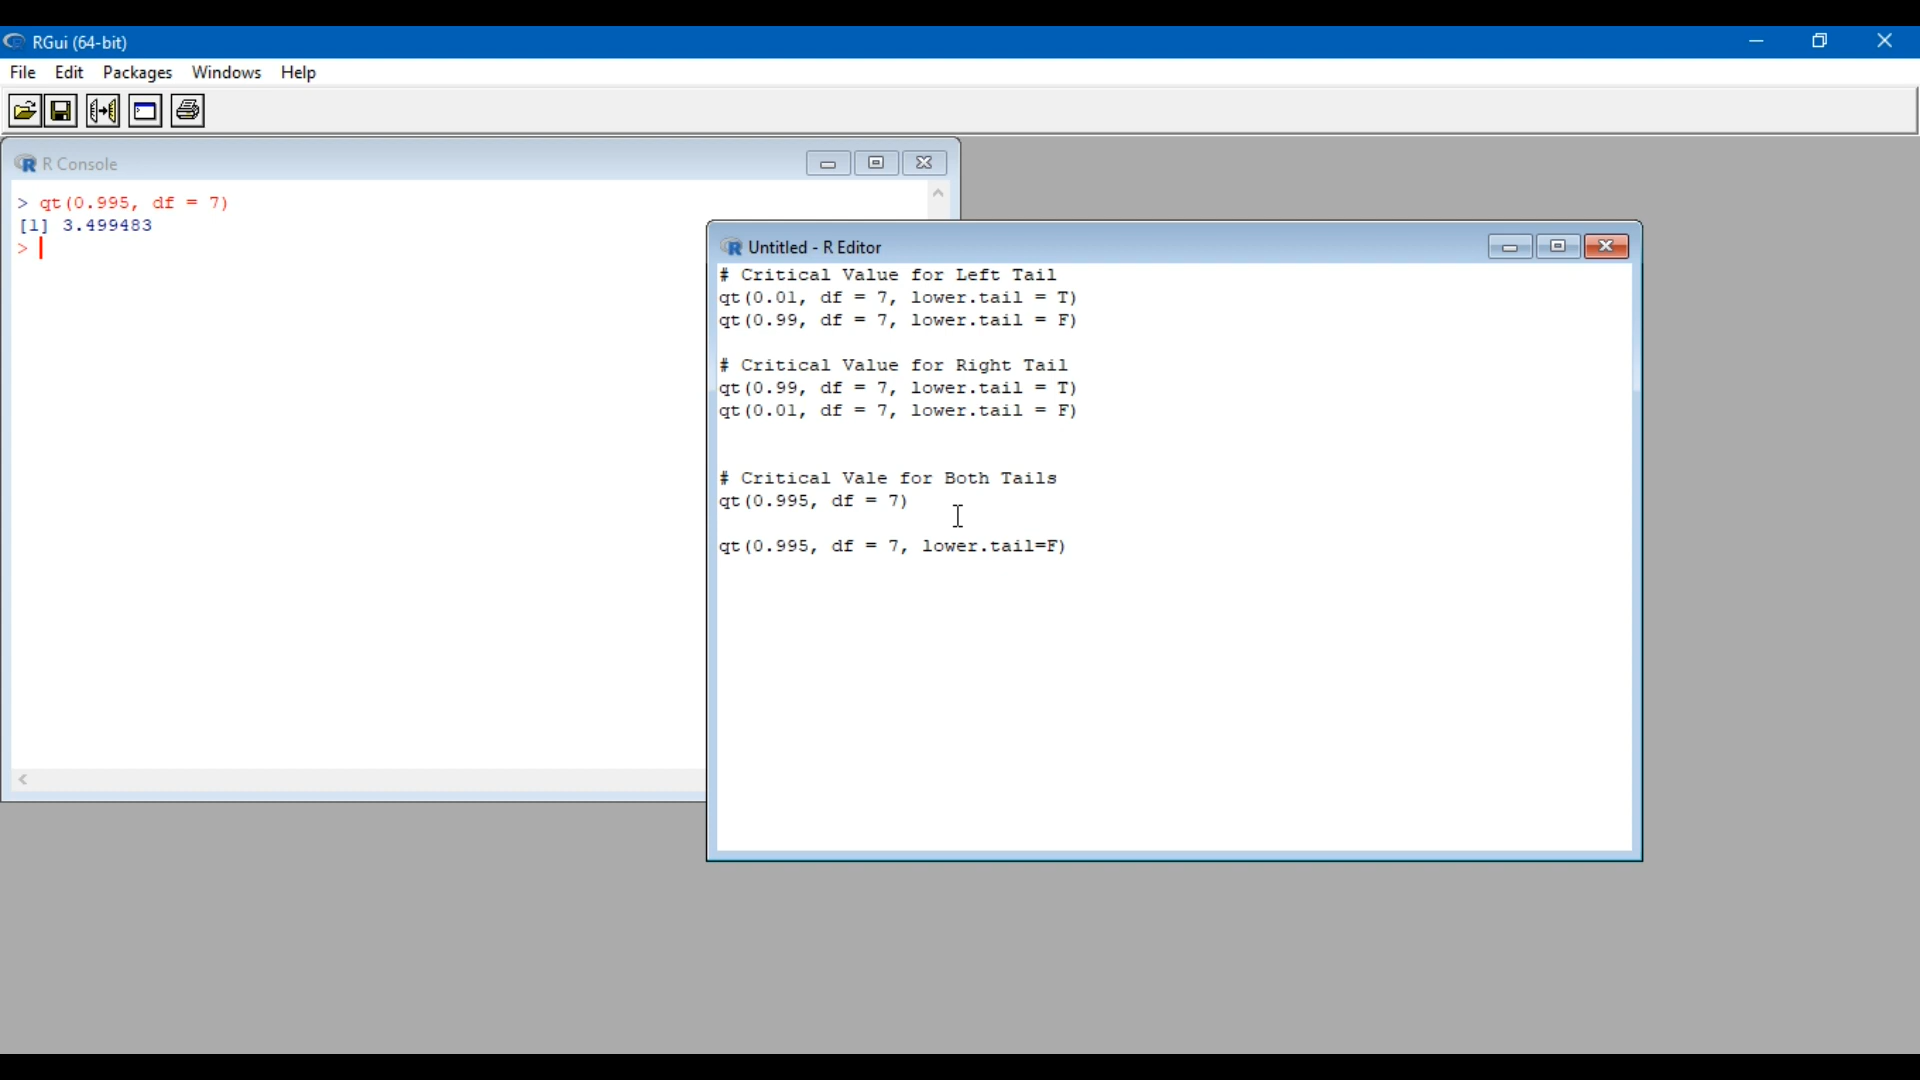 RGui (64-bit)
File Edit Packages Windows Help
R Console
> qt(0.995, df = 7)
[1] 3.499483
>
Untitled - R Editor
# Critical Value for Left Tail
qt(0.01, df = 7, lower.tail = T)
qt(0.99, df = 7, lower.tail = F)
# Critical Value for Right Tail
qt(0.99, df = 7, lower.tail = T)
qt(0.01, df = 7, lower.tail = F)
# Critical Vale for Both Tails
qt(0.995, df = 7)
qt(0.995, df = 7, lower.tail=F)